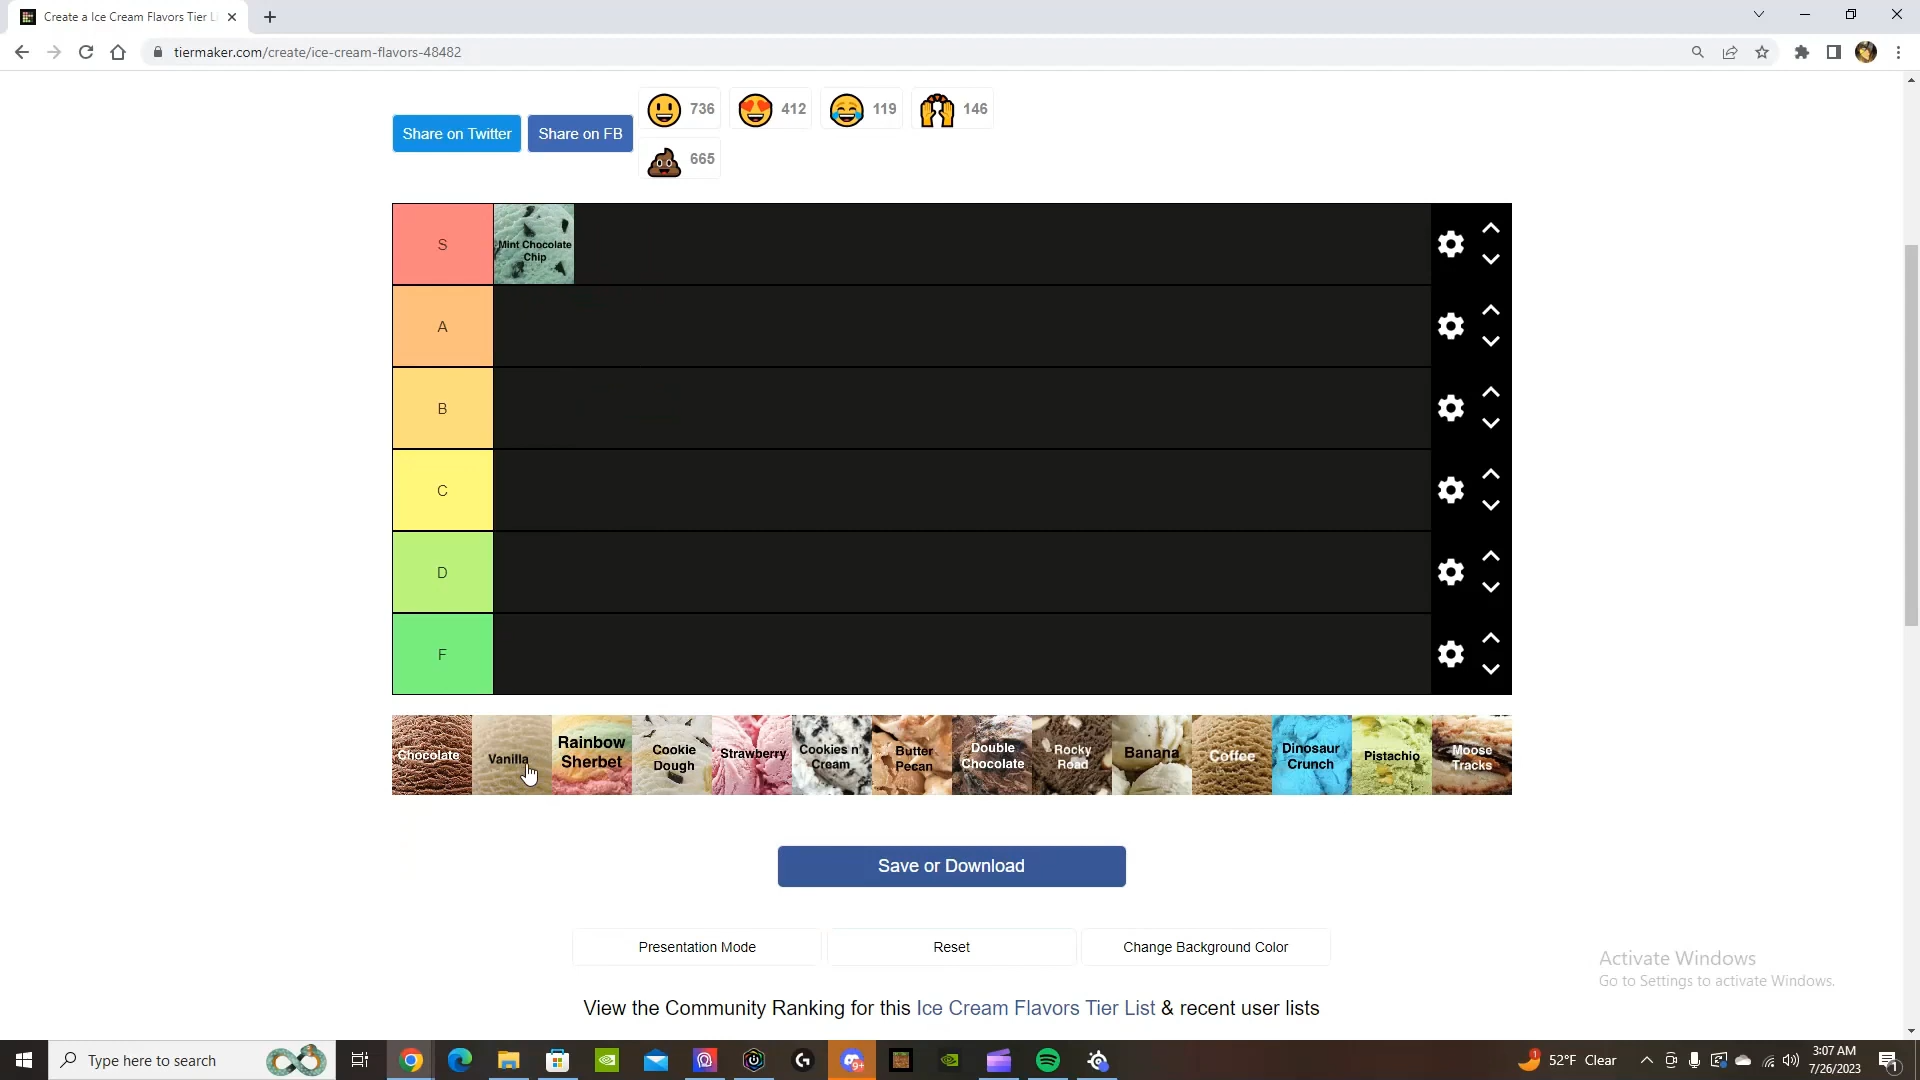 Create a Ice Cream Flavors Tier L
tiermaker.com/create/ice-cream-flavors-48482
Share on Twitter
Share on FB
736
412
119
146
665
S
Mint Chocolate
Chip
A
B
C
D
F
Chocolate
Vanilla
Rainbow
Sherbet
Cookie
Dough
Strawberry
Cookies n'
Cream
Butter
Pecan
Double
Chocolate
Rocky
Road
Banana
Coffee
Dinosaur
Crunch
Pistachio
Moose
Tracks
Save or Download
Presentation Mode
Reset
Change Background Color
Activate Windows
Go to Settings to activate Windows.
View the Community Ranking for this Ice Cream Flavors Tier List & recent user lists
Type here to search
9+
1
52°F Clear
3:07 AM
7/26/2023
1